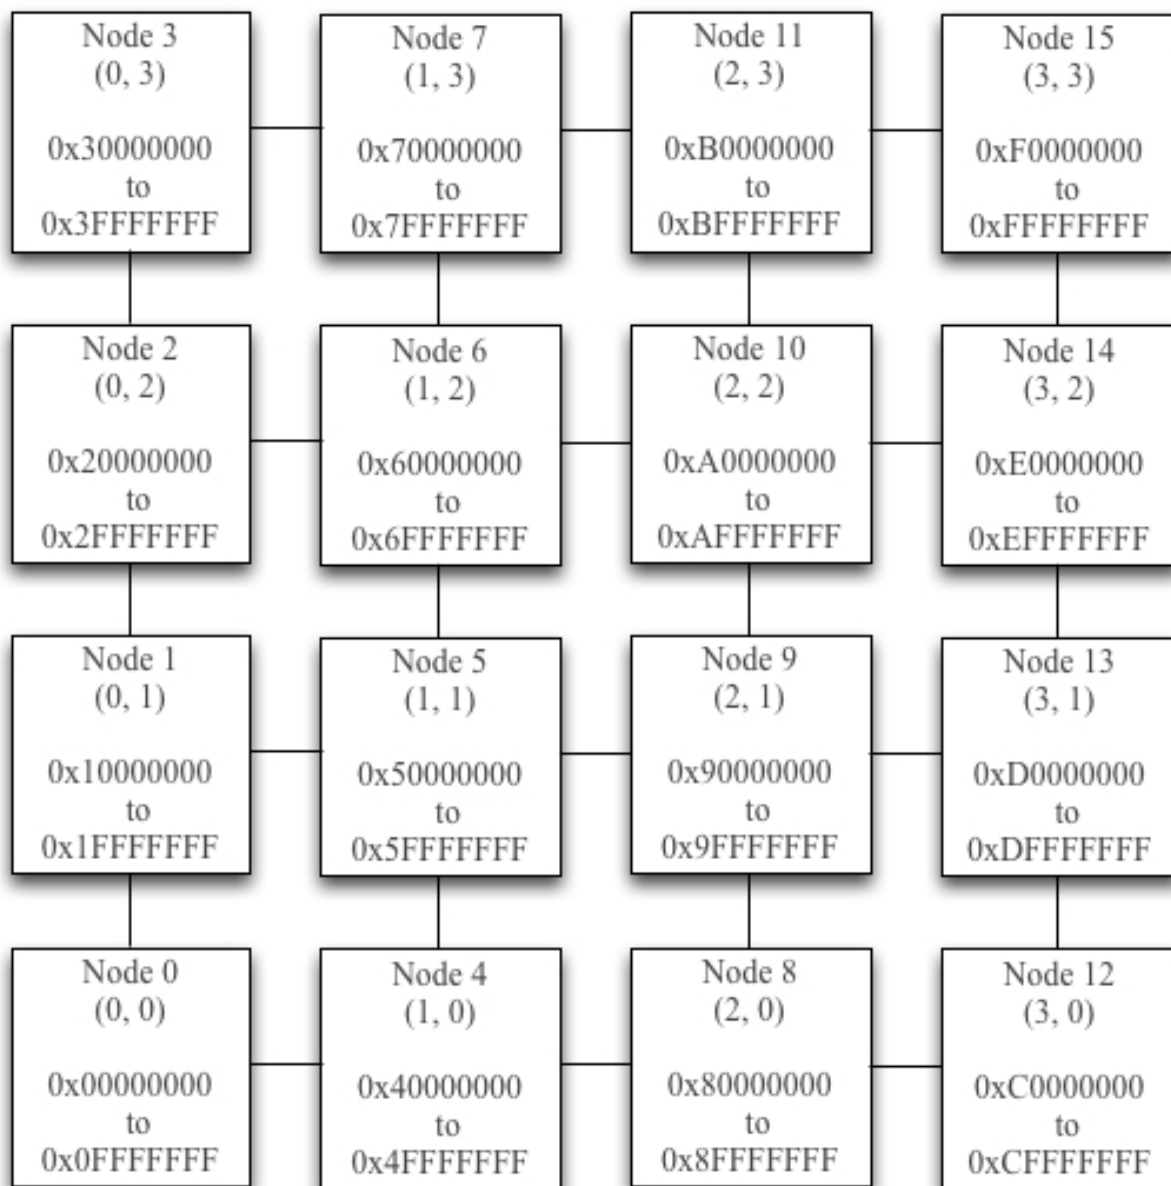 Node 3
(0, 3)
0x30000000
to
0x3FFFFFFF
Node 7
(1, 3)
0x70000000
to
0x7FFFFFFF
Node 11
(2, 3)
0xB0000000
to
0xBFFFFFFF
Node 15
(3, 3)
0xF0000000
to
0xFFFFFFFF
Node 2
(0, 2)
0x20000000
to
0x2FFFFFFF
Node 6
(1, 2)
0x60000000
to
0x6FFFFFFF
Node 10
(2, 2)
0xA0000000
to
0xAFFFFFFF
Node 14
(3, 2)
0xE0000000
to
0xEFFFFFFF
Node 1
(0, 1)
0x10000000
to
0x1FFFFFFF
Node 5
(1, 1)
0x50000000
to
0x5FFFFFFF
Node 9
(2, 1)
0x90000000
to
0x9FFFFFFF
Node 13
(3, 1)
0xD0000000
to
0xDFFFFFFF
Node 0
(0, 0)
0x00000000
to
0x0FFFFFFF
Node 4
(1, 0)
0x40000000
to
0x4FFFFFFF
Node 8
(2, 0)
0x80000000
to
0x8FFFFFFF
Node 12
(3, 0)
0xC0000000
to
0xCFFFFFFF